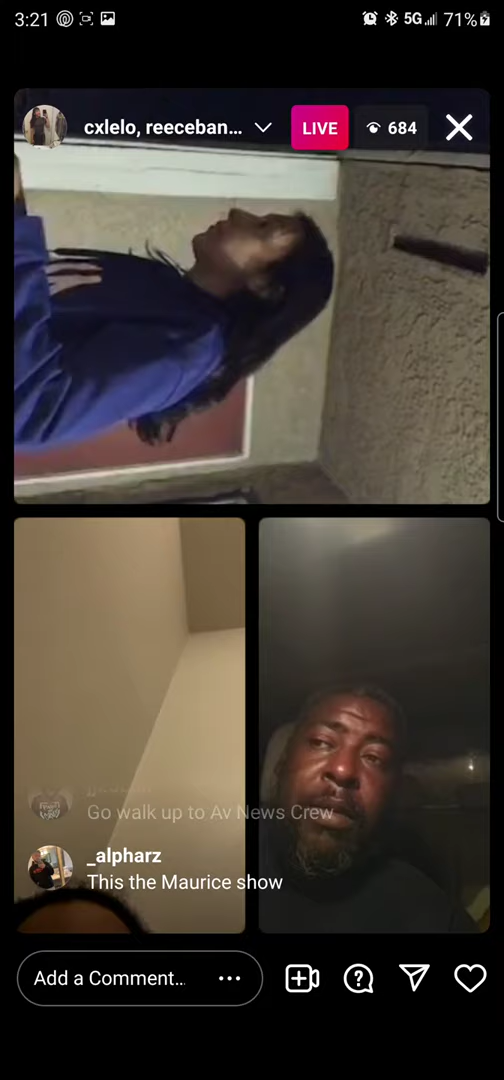 3:21
5G
71%
cxlelo, reeceban...
LIVE
684
Go walk up to Av News Crew
_alpharz
This the Maurice show
Add a Comment...